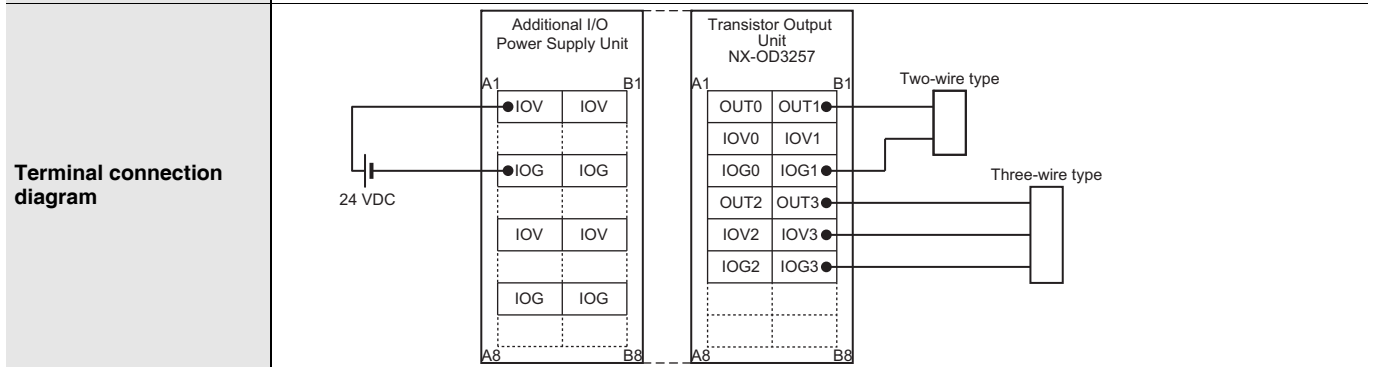 Terminal connection
diagram
Additional I/O
Power Supply Unit
A1
B1
IOV IOV
IOG IOG
IOV IOV
IOG IOG
A8
B8
24 VDC
Transistor Output
Unit
NX-OD3257
A1
B1
OUT0 OUT1
IOV0 IOV1
IOG0 IOG1
OUT2 OUT3
IOV2 IOV3
IOG2 IOG3
A8
B8
Two-wire type
Three-wire type